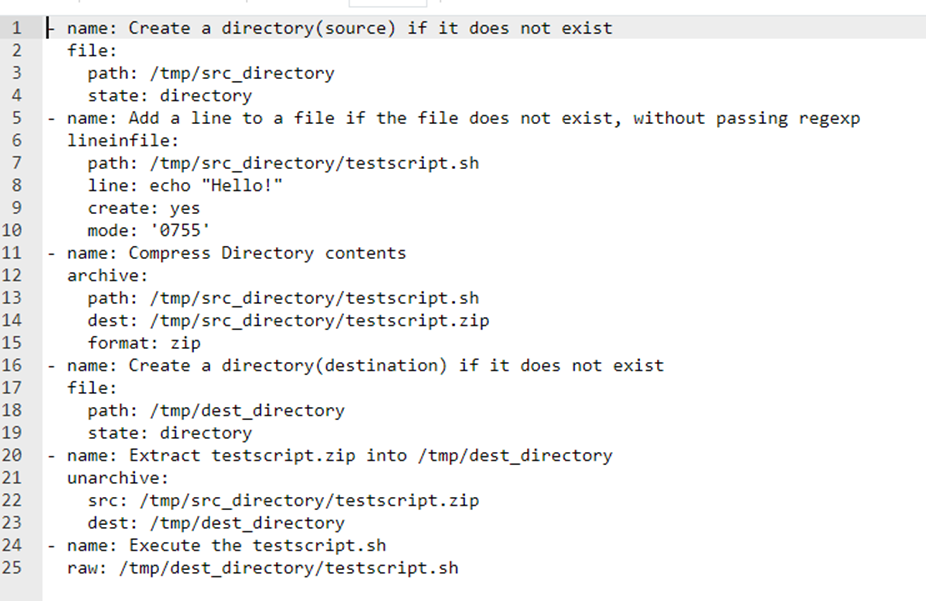 1 - name: Create a directory(source) if it does not exist
2   file:
3     path: /tmp/src_directory
4     state: directory
5 - name: Add a line to a file if the file does not exist, without passing regexp
6   lineinfile:
7     path: /tmp/src_directory/testscript.sh
8     line: echo "Hello!"
9     create: yes
10     mode: '0755'
11 - name: Compress Directory contents
12   archive:
13     path: /tmp/src_directory/testscript.sh
14     dest: /tmp/src_directory/testscript.zip
15     format: zip
16 - name: Create a directory(destination) if it does not exist
17   file:
18     path: /tmp/dest_directory
19     state: directory
20 - name: Extract testscript.zip into /tmp/dest_directory
21   unarchive:
22     src: /tmp/src_directory/testscript.zip
23     dest: /tmp/dest_directory
24 - name: Execute the testscript.sh
25   raw: /tmp/dest_directory/testscript.sh